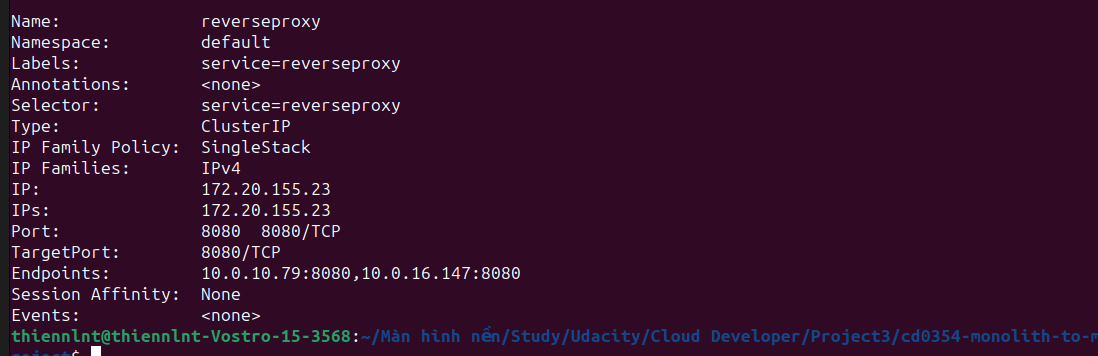 Name:              reverseproxy
Namespace:         default
Labels:            service=reverseproxy
Annotations:       <none>
Selector:          service=reverseproxy
Type:              ClusterIP
IP Family Policy:  SingleStack
IP Families:       IPv4
IP:                172.20.155.23
IPs:               172.20.155.23
Port:              8080  8080/TCP
TargetPort:        8080/TCP
Endpoints:         10.0.10.79:8080,10.0.16.147:8080
Session Affinity:  None
Events:            <none>
thiennlnt@thiennlnt-Vostro-15-3568:~/Màn hình nền/Study/Udacity/Cloud Developer/Project3/cd0354-monolith-to-m
roject$